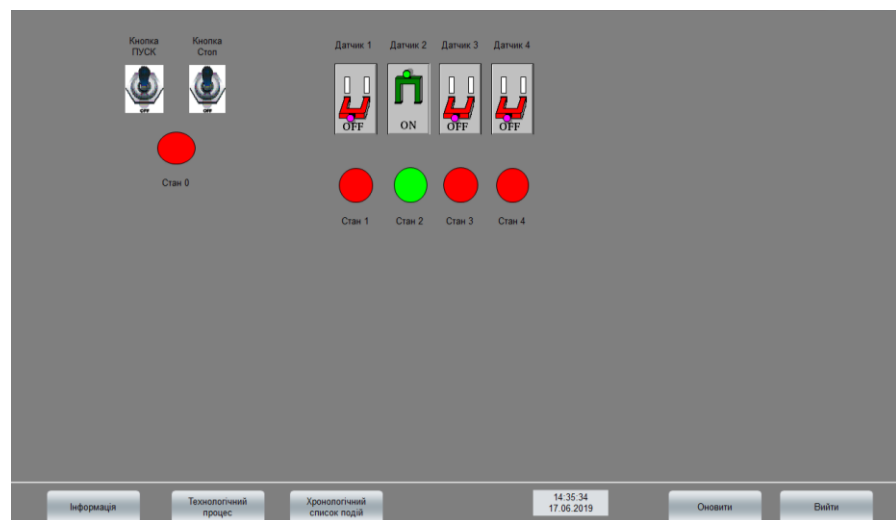 Кнопка
ПУСК
Кнопка
Стоп
Датчик 1
Датчик 2
Датчик 3
Датчик 4
OFF
OFF
OFF
ON
OFF
OFF
Стан 0
Стан 1
Стан 2
Стан 3
Стан 4
Інформація
Технологічний
процес
Хронологічний
список подій
14:35:34
17.06.2019
Оновити
Вийти